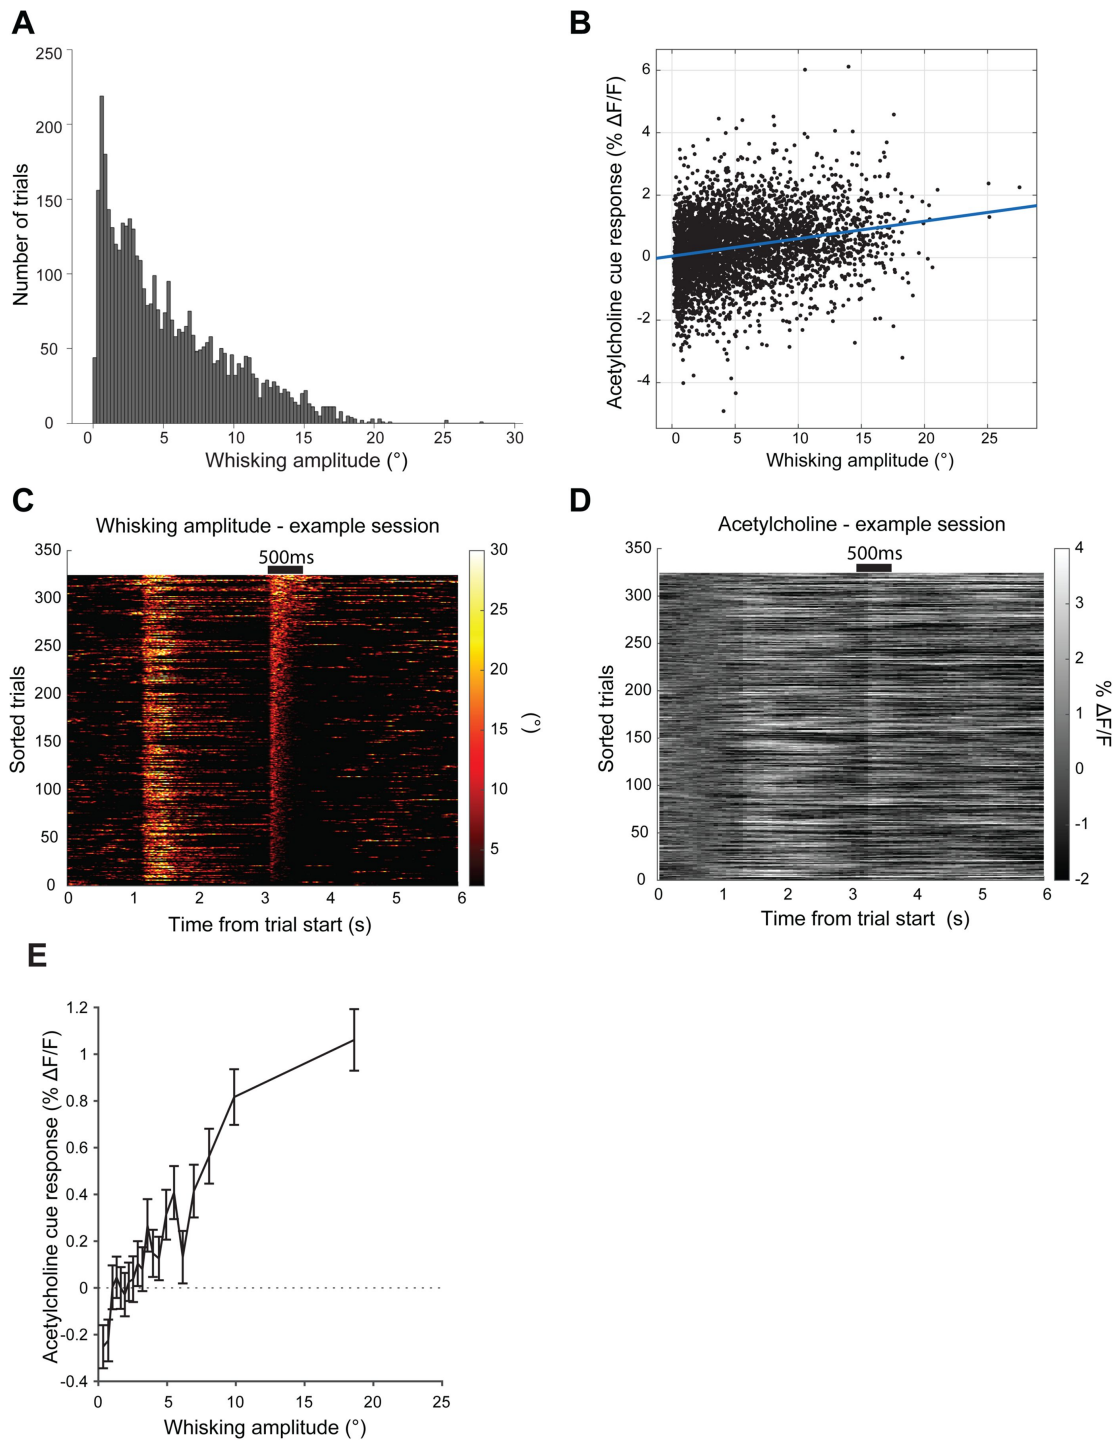 A
250
200
150
100
50
0
Number of trials
0 5 10 15 20 25 30
Whisking amplitude (°)
B
6
4
2
0
-2
-4
Acetylcholine cue response (% ΔF/F)
0 5 10 15 20 25
Whisking amplitude (°)
C
Whisking amplitude - example session
500ms
350
300
250
200
150
100
50
0
Sorted trials
0 1 2 3 4 5 6
Time from trial start (s)
30
25
20
15
10
5
(°)
D
Acetylcholine - example session
500ms
350
300
250
200
150
100
50
0
Sorted trials
0 1 2 3 4 5 6
Time from trial start (s)
4
3
2
1
0
-1
-2
% ΔF/F
E
1.2
1
0.8
0.6
0.4
0.2
0
-0.2
-0.4
Acetylcholine cue response (% ΔF/F)
0 5 10 15 20 25
Whisking amplitude (°)